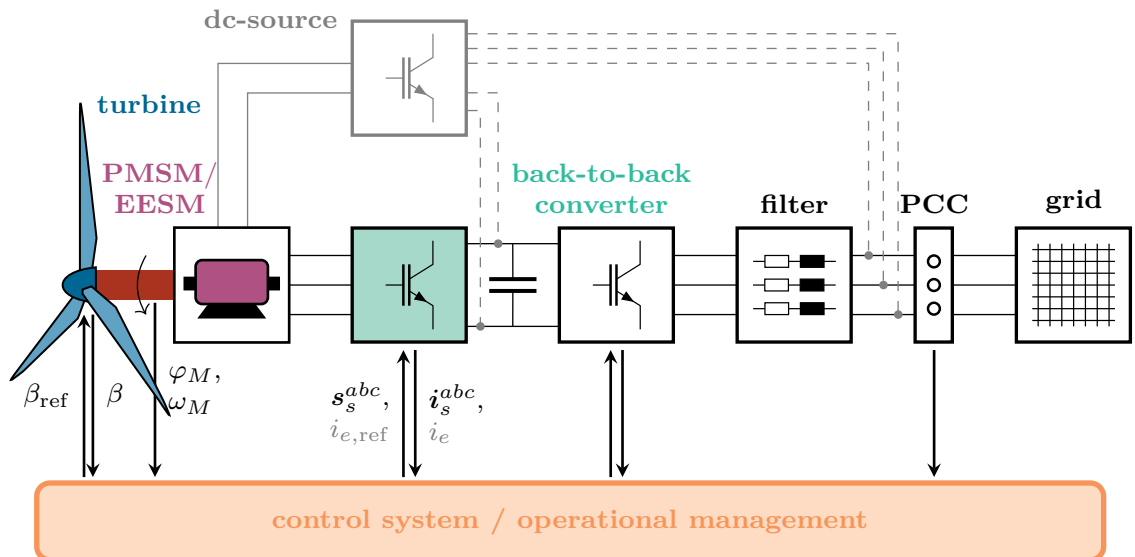 dc-source
turbine
PMSM/
EESM
back-to-back
converter
filter
PCC
grid
β_ref
β
φ_M,
ω_M
s_s^{abc},
i_{e,ref}
i_s^{abc},
i_e
control system / operational management